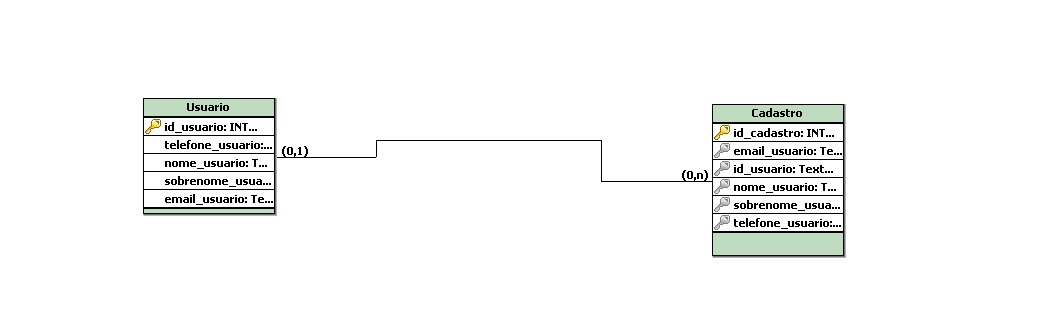 Usuario
id_usuario: INT...
telefone_usuario:...
nome_usuario: T...
sobrenome_usua...
email_usuario: Te...
(0,1)
(0,n)
Cadastro
id_cadastro: INT...
email_usuario: Te...
id_usuario: Text...
nome_usuario: T...
sobrenome_usua...
telefone_usuario:...